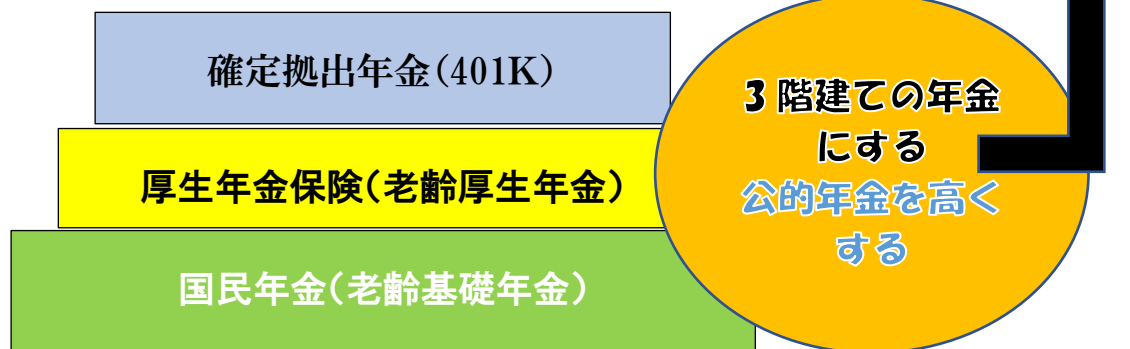 確定拠出年金(401K)
厚生年金保険(老齢厚生年金)
国民年金(老齢基礎年金)
3階建ての年金
にする
公的年金を高く
する